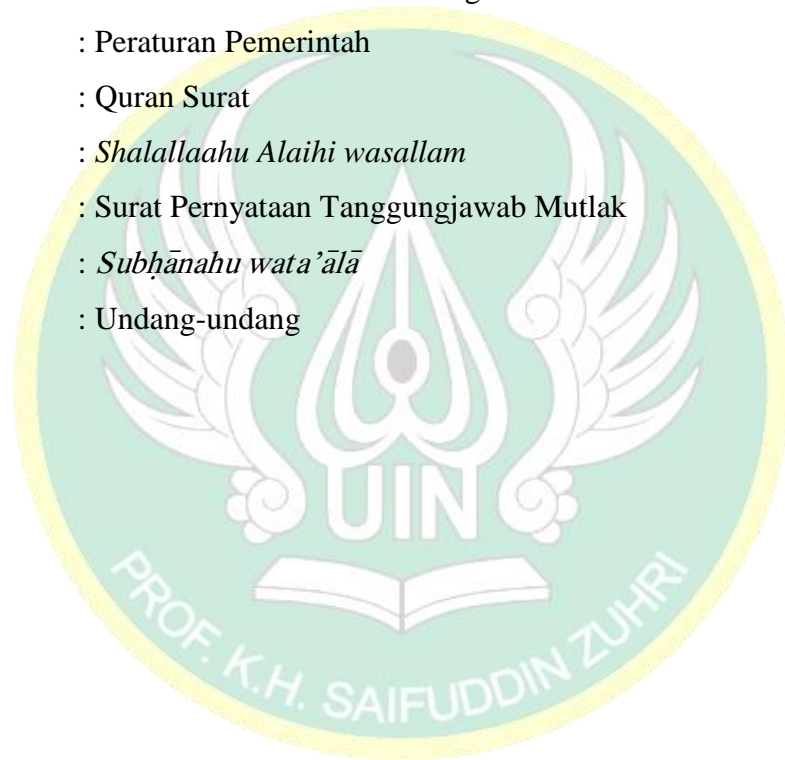 : Peraturan Pemerintah
: Quran Surat
: Shalallaahu Alaihi wasallam
: Surat Pernyataan Tanggungjawab Mutlak
: Subḥānahu wata’ālā
: Undang-undang
UIN
PROF. K.H. SAIFUDDIN ZUHRI